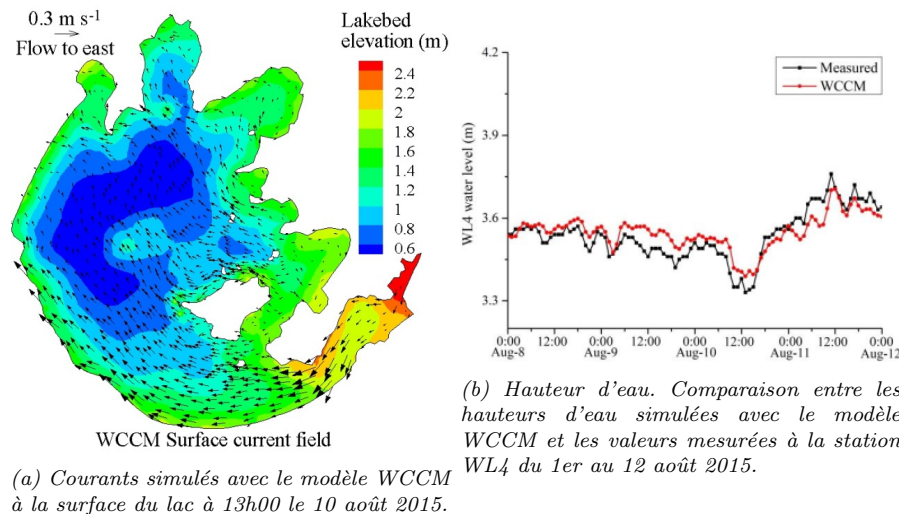 0.3 m s-1
Flow to east
Lakebed
elevation (m)
2.4
2.2
2
1.8
1.6
1.4
1.2
1
0.8
0.6
WCCM Surface current field
(a) Courants simulés avec le modèle WCCM
à la surface du lac à 13h00 le 10 août 2015.
4.2
3.9
3.6
3.3
WL4 water level (m)
Measured
WCCM
0:00 12:00 0:00 12:00 0:00 12:00 0:00 12:00 0:00
Aug-8 Aug-9 Aug-10 Aug-11 Aug-12
(b) Hauteur d'eau. Comparaison entre les
hauteurs d'eau simulées avec le modèle
WCCM et les valeurs mesurées à la station
WL4 du 1er au 12 août 2015.